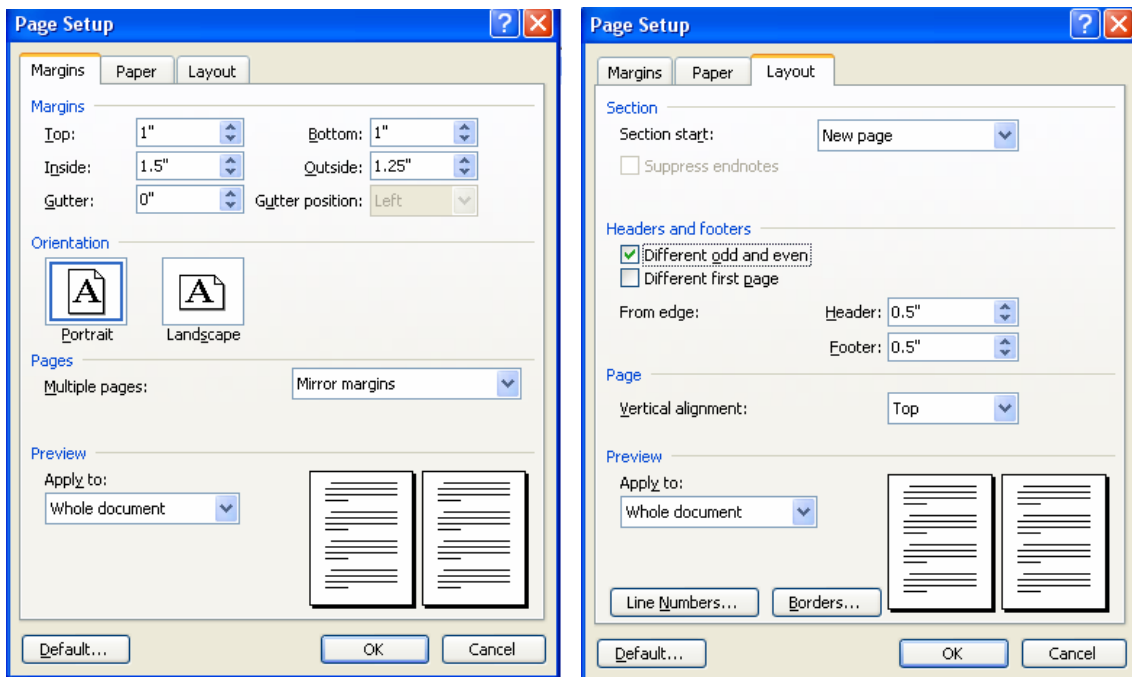 Page Setup
Margins Paper Layout
Margins
Top: 1" Bottom: 1"
Inside: 1.5" Outside: 1.25"
Gutter: 0" Gutter position: Left
Orientation
A A
Portrait Landscape
Pages
Multiple pages: Mirror margins
Preview
Apply to:
Whole document
Default... OK Cancel
Page Setup
Margins Paper Layout
Section
Section start: New page
Suppress endnotes
Headers and footers
Different odd and even
Different first page
From edge: Header: 0.5"
Footer: 0.5"
Page
Vertical alignment: Top
Preview
Apply to:
Whole document
Line Numbers... Borders...
Default... OK Cancel